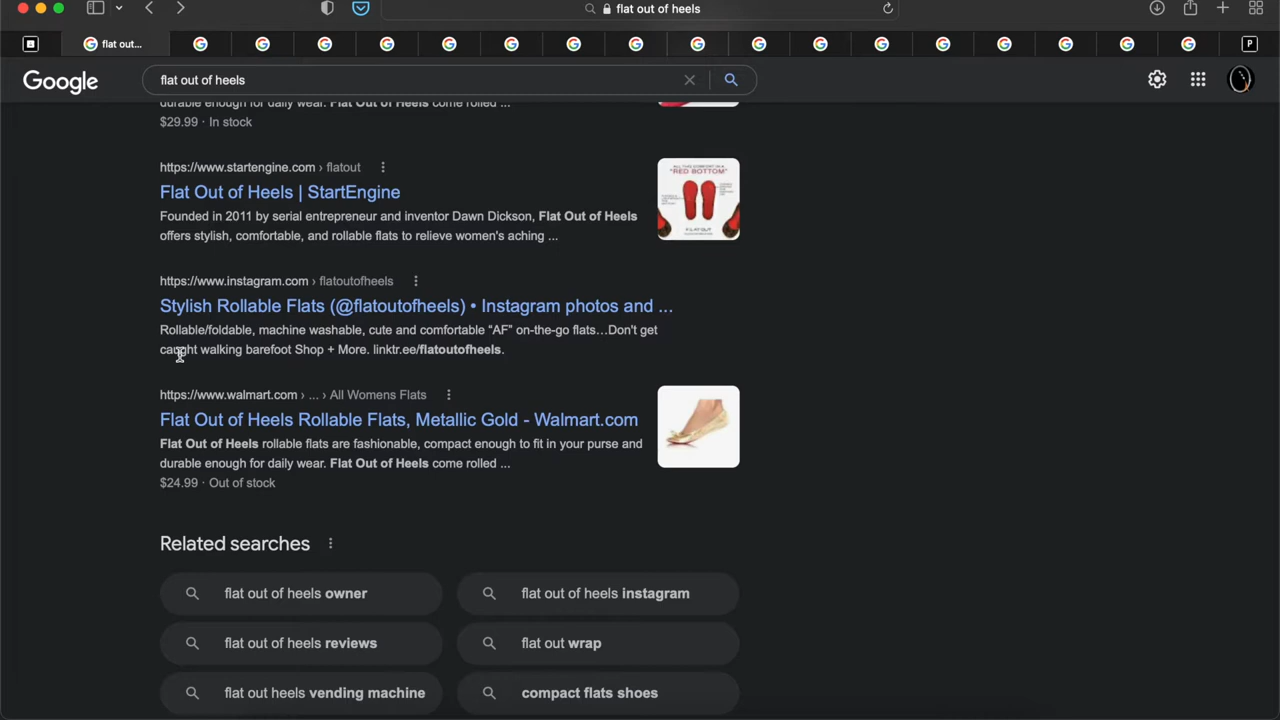 flat out of heels
flat out...
P
Google
flat out of heels
durable enough for daily wear. Flat Out of Heels come rolled ...
$29.99 · In stock
https://www.startengine.com › flatout
Flat Out of Heels | StartEngine
Founded in 2011 by serial entrepreneur and inventor Dawn Dickson, Flat Out of Heels
offers stylish, comfortable, and rollable flats to relieve women's aching ...
"RED BOTTOM"
https://www.instagram.com › flatoutofheels
Stylish Rollable Flats (@flatoutofheels) • Instagram photos and ...
Rollable/foldable, machine washable, cute and comfortable “AF” on-the-go flats…Don't get
caught walking barefoot Shop + More. linktr.ee/flatoutofheels.
https://www.walmart.com › ... › All Womens Flats
Flat Out of Heels Rollable Flats, Metallic Gold - Walmart.com
Flat Out of Heels rollable flats are fashionable, compact enough to fit in your purse and
durable enough for daily wear. Flat Out of Heels come rolled ...
$24.99 · Out of stock
Related searches
flat out of heels owner
flat out of heels instagram
flat out of heels reviews
flat out wrap
flat out heels vending machine
compact flats shoes